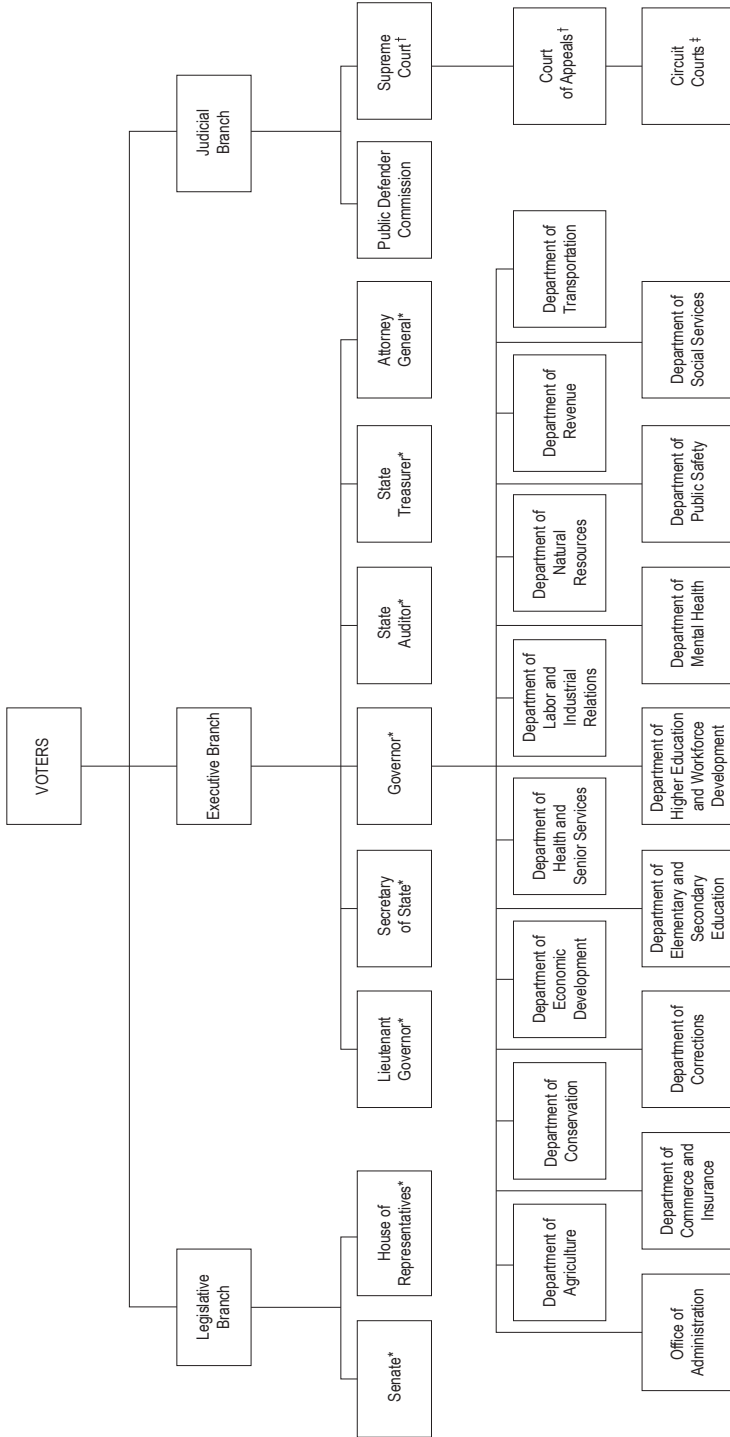 VOTERS
Legislative
Branch
Executive Branch
Judicial
Branch
Senate*
House of
Representatives*
Lieutenant
Governor*
Secretary
of State*
Governor*
State
Auditor*
State
Treasurer*
Attorney
General*
Public Defender
Commission
Supreme
Court†
Department of
Agriculture
Department of
Conservation
Department of
Economic
Development
Department of
Health and
Senior Services
Department of
Labor and
Industrial
Relations
Department of
Natural
Resources
Department of
Revenue
Department of
Transportation
Court
of Appeals†
Office of
Administration
Department of
Commerce and
Insurance
Department of
Corrections
Department of
Elementary and
Secondary
Education
Department of
Higher Education
and Workforce
Development
Department of
Mental Health
Department of
Public Safety
Department of
Social Services
Circuit
Courts ‡